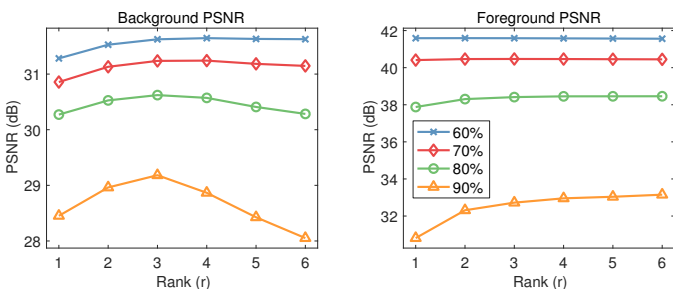 Background PSNR
PSNR (dB)
31
30
29
28
1 2 3 4 5 6
Rank (r)
Foreground PSNR
PSNR (dB)
42
40
38
36
34
32
60%
70%
80%
90%
1 2 3 4 5 6
Rank (r)